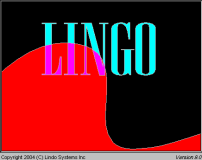 LINGO
Copyright 2004 (C) Lindo Systems Inc
Version 9.0